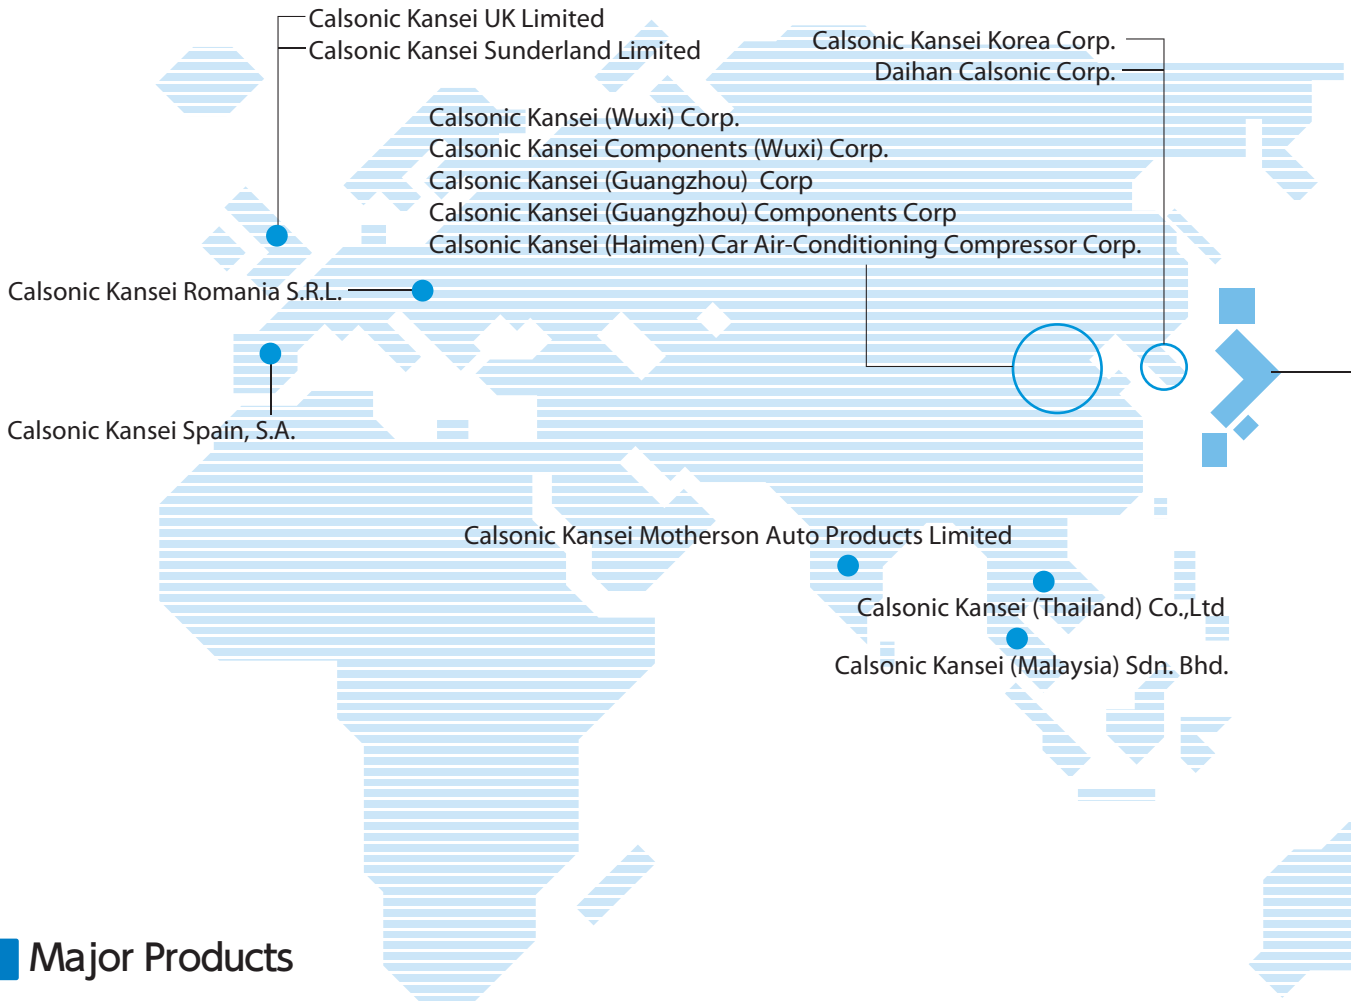 Calsonic Kansei UK Limited
Calsonic Kansei Sunderland Limited
Calsonic Kansei Korea Corp.
Daihan Calsonic Corp.
Calsonic Kansei (Wuxi) Corp.
Calsonic Kansei Components (Wuxi) Corp.
Calsonic Kansei (Guangzhou)  Corp
Calsonic Kansei (Guangzhou) Components Corp
Calsonic Kansei (Haimen) Car Air-Conditioning Compressor Corp.
Calsonic Kansei Romania S.R.L.
Calsonic Kansei Spain, S.A.
Calsonic Kansei Motherson Auto Products Limited
Calsonic Kansei (Thailand) Co.,Ltd
Calsonic Kansei (Malaysia) Sdn. Bhd.
Major Products